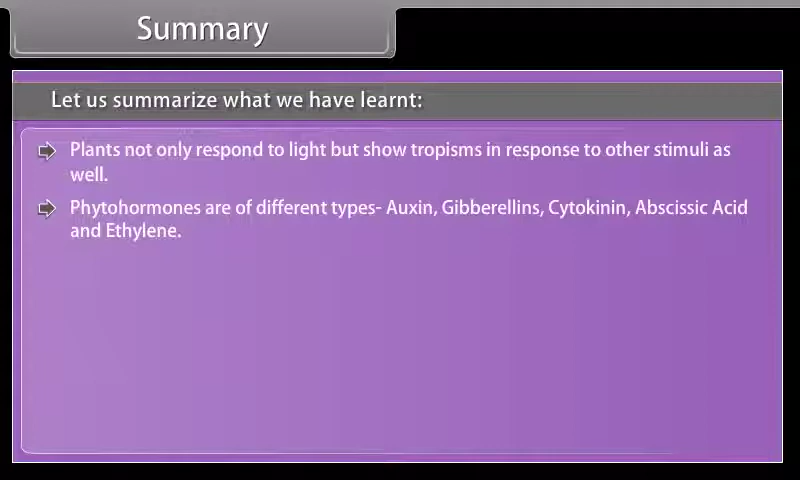 Summary
Let us summarize what we have learnt:
Plants not only respond to light but show tropisms in response to other stimuli as
well.
Phytohormones are of different types- Auxin, Gibberellins, Cytokinin, Abscissic Acid
and Ethylene.